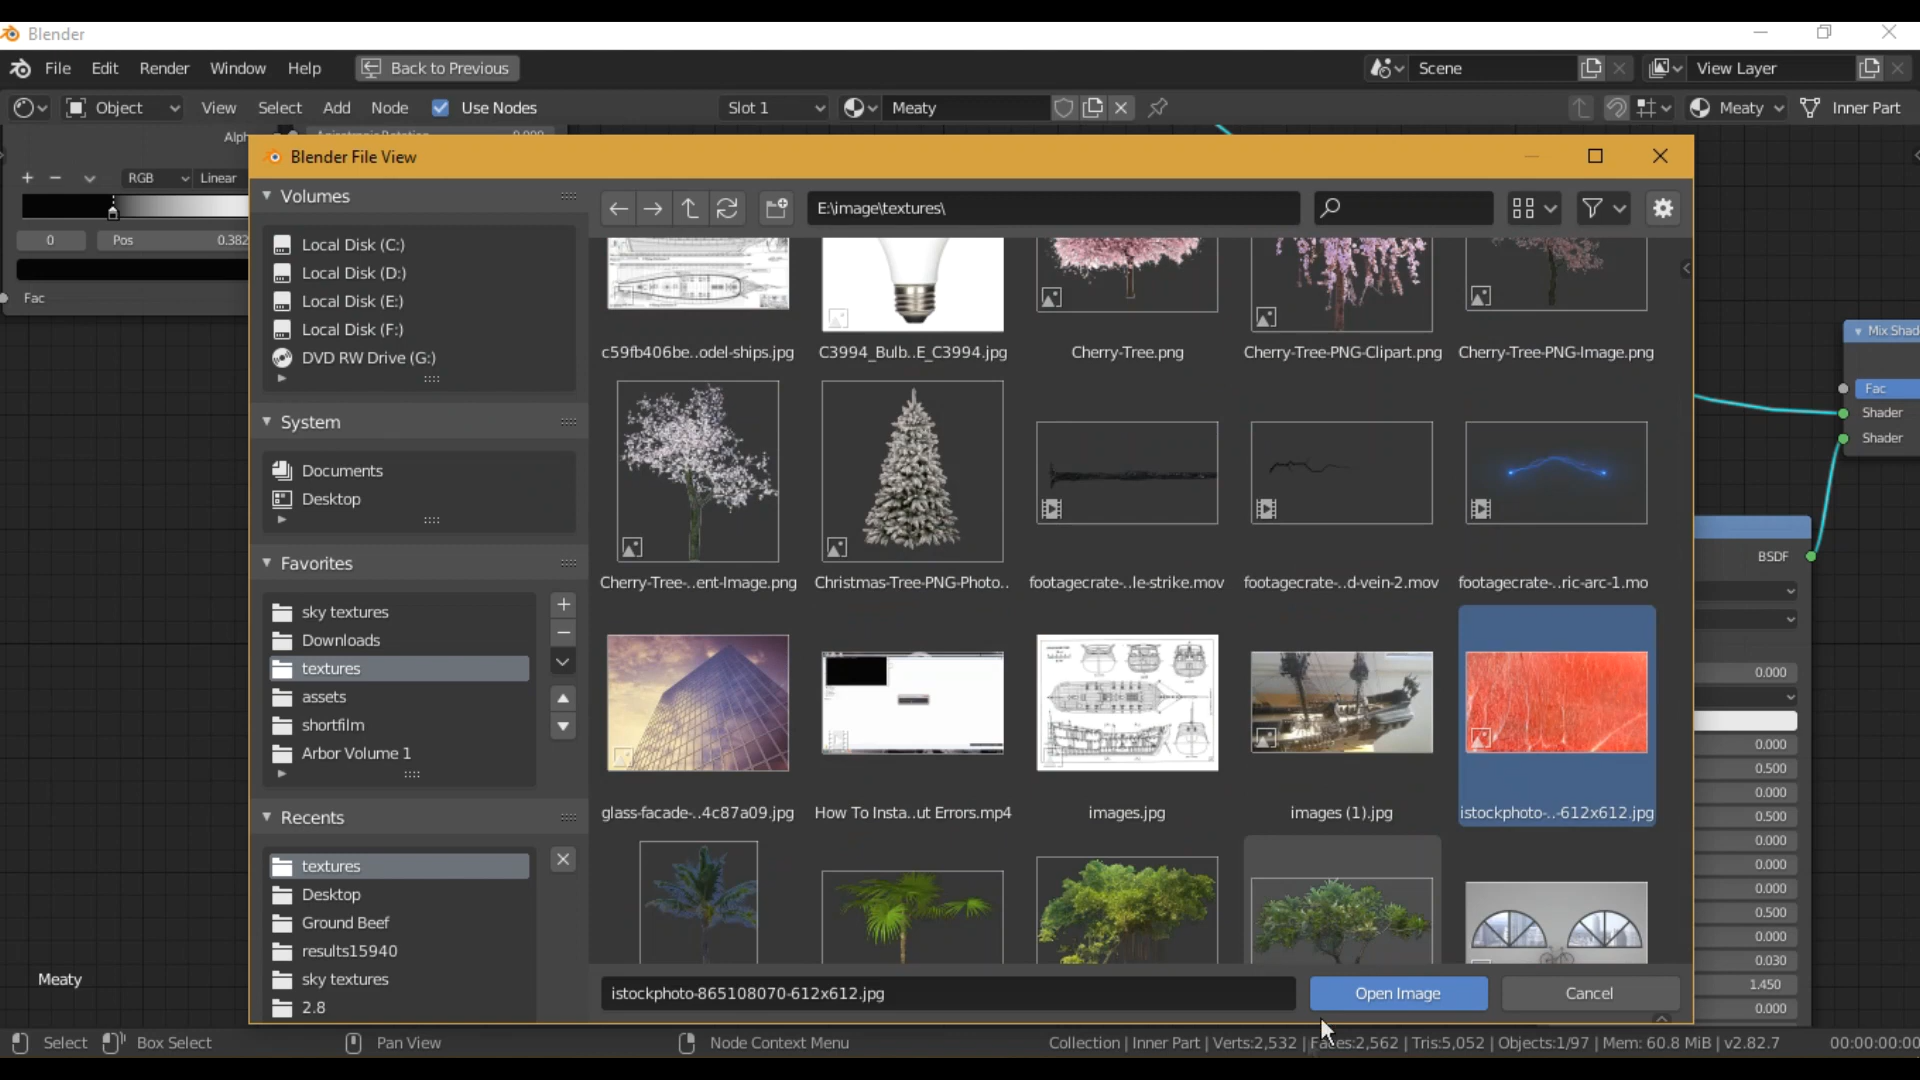 Blender
File Edit Render Window Help Back to Previous Scene View Layer
Object View Select Add Node Use Nodes Slot 1 Meaty Meaty Inner Part
Alph
RGB Linear
0 Pos 0.382
Fac
Blender File View
Volumes
Local Disk (C:)
Local Disk (D:)
Local Disk (E:)
Local Disk (F:)
DVD RW Drive (G:)
System
Documents
Desktop
Favorites
sky textures
Downloads
textures
assets
shortfilm
Arbor Volume 1
Recents
textures
Desktop
Ground Beef
results15940
sky textures
2.8
E:\image\textures\
c59fb406be..odel-ships.jpg C3994_Bulb..E_C3994.jpg Cherry-Tree.png Cherry-Tree-PNG-Clipart.png Cherry-Tree-PNG-Image.png
Cherry-Tree-..ent-Image.png Christmas-Tree-PNG-Photo.. footagecrate-..le-strike.mov footagecrate-..d-vein-2.mov footagecrate-..ric-arc-1.mo
glass-facade-..4c87a09.jpg How To Insta..ut Errors.mp4 images.jpg images (1).jpg istockphoto-..-612x612.jpg
istockphoto-865108070-612x612.jpg Open Image Cancel
Mix Shad
Fac
Shader
Shader
BSDF
0.000
0.000
0.500
0.000
0.500
0.000
0.000
0.000
0.500
0.000
0.030
1.450
0.000
Meaty
Select Box Select Pan View Node Context Menu Collection | Inner Part | Verts:2,532 | Faces:2,562 | Tris:5,052 | Objects:1/97 | Mem: 60.8 MiB | v2.82.7 00:00:00:00